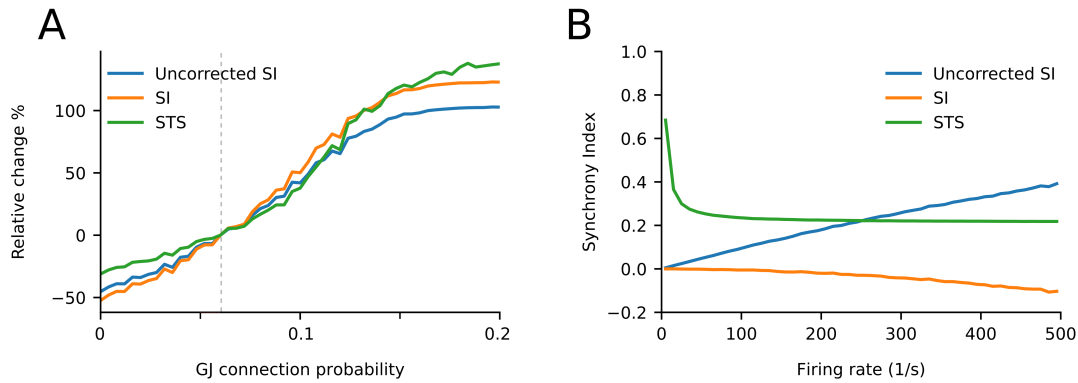 A
Relative change %
100
50
0
−50
Uncorrected SI
SI
STS
0
0.1
0.2
GJ connection probability
B
Synchrony Index
1.0
0.8
0.6
0.4
0.2
0.0
−0.2
Uncorrected SI
SI
STS
0
100
200
300
400
500
Firing rate (1/s)